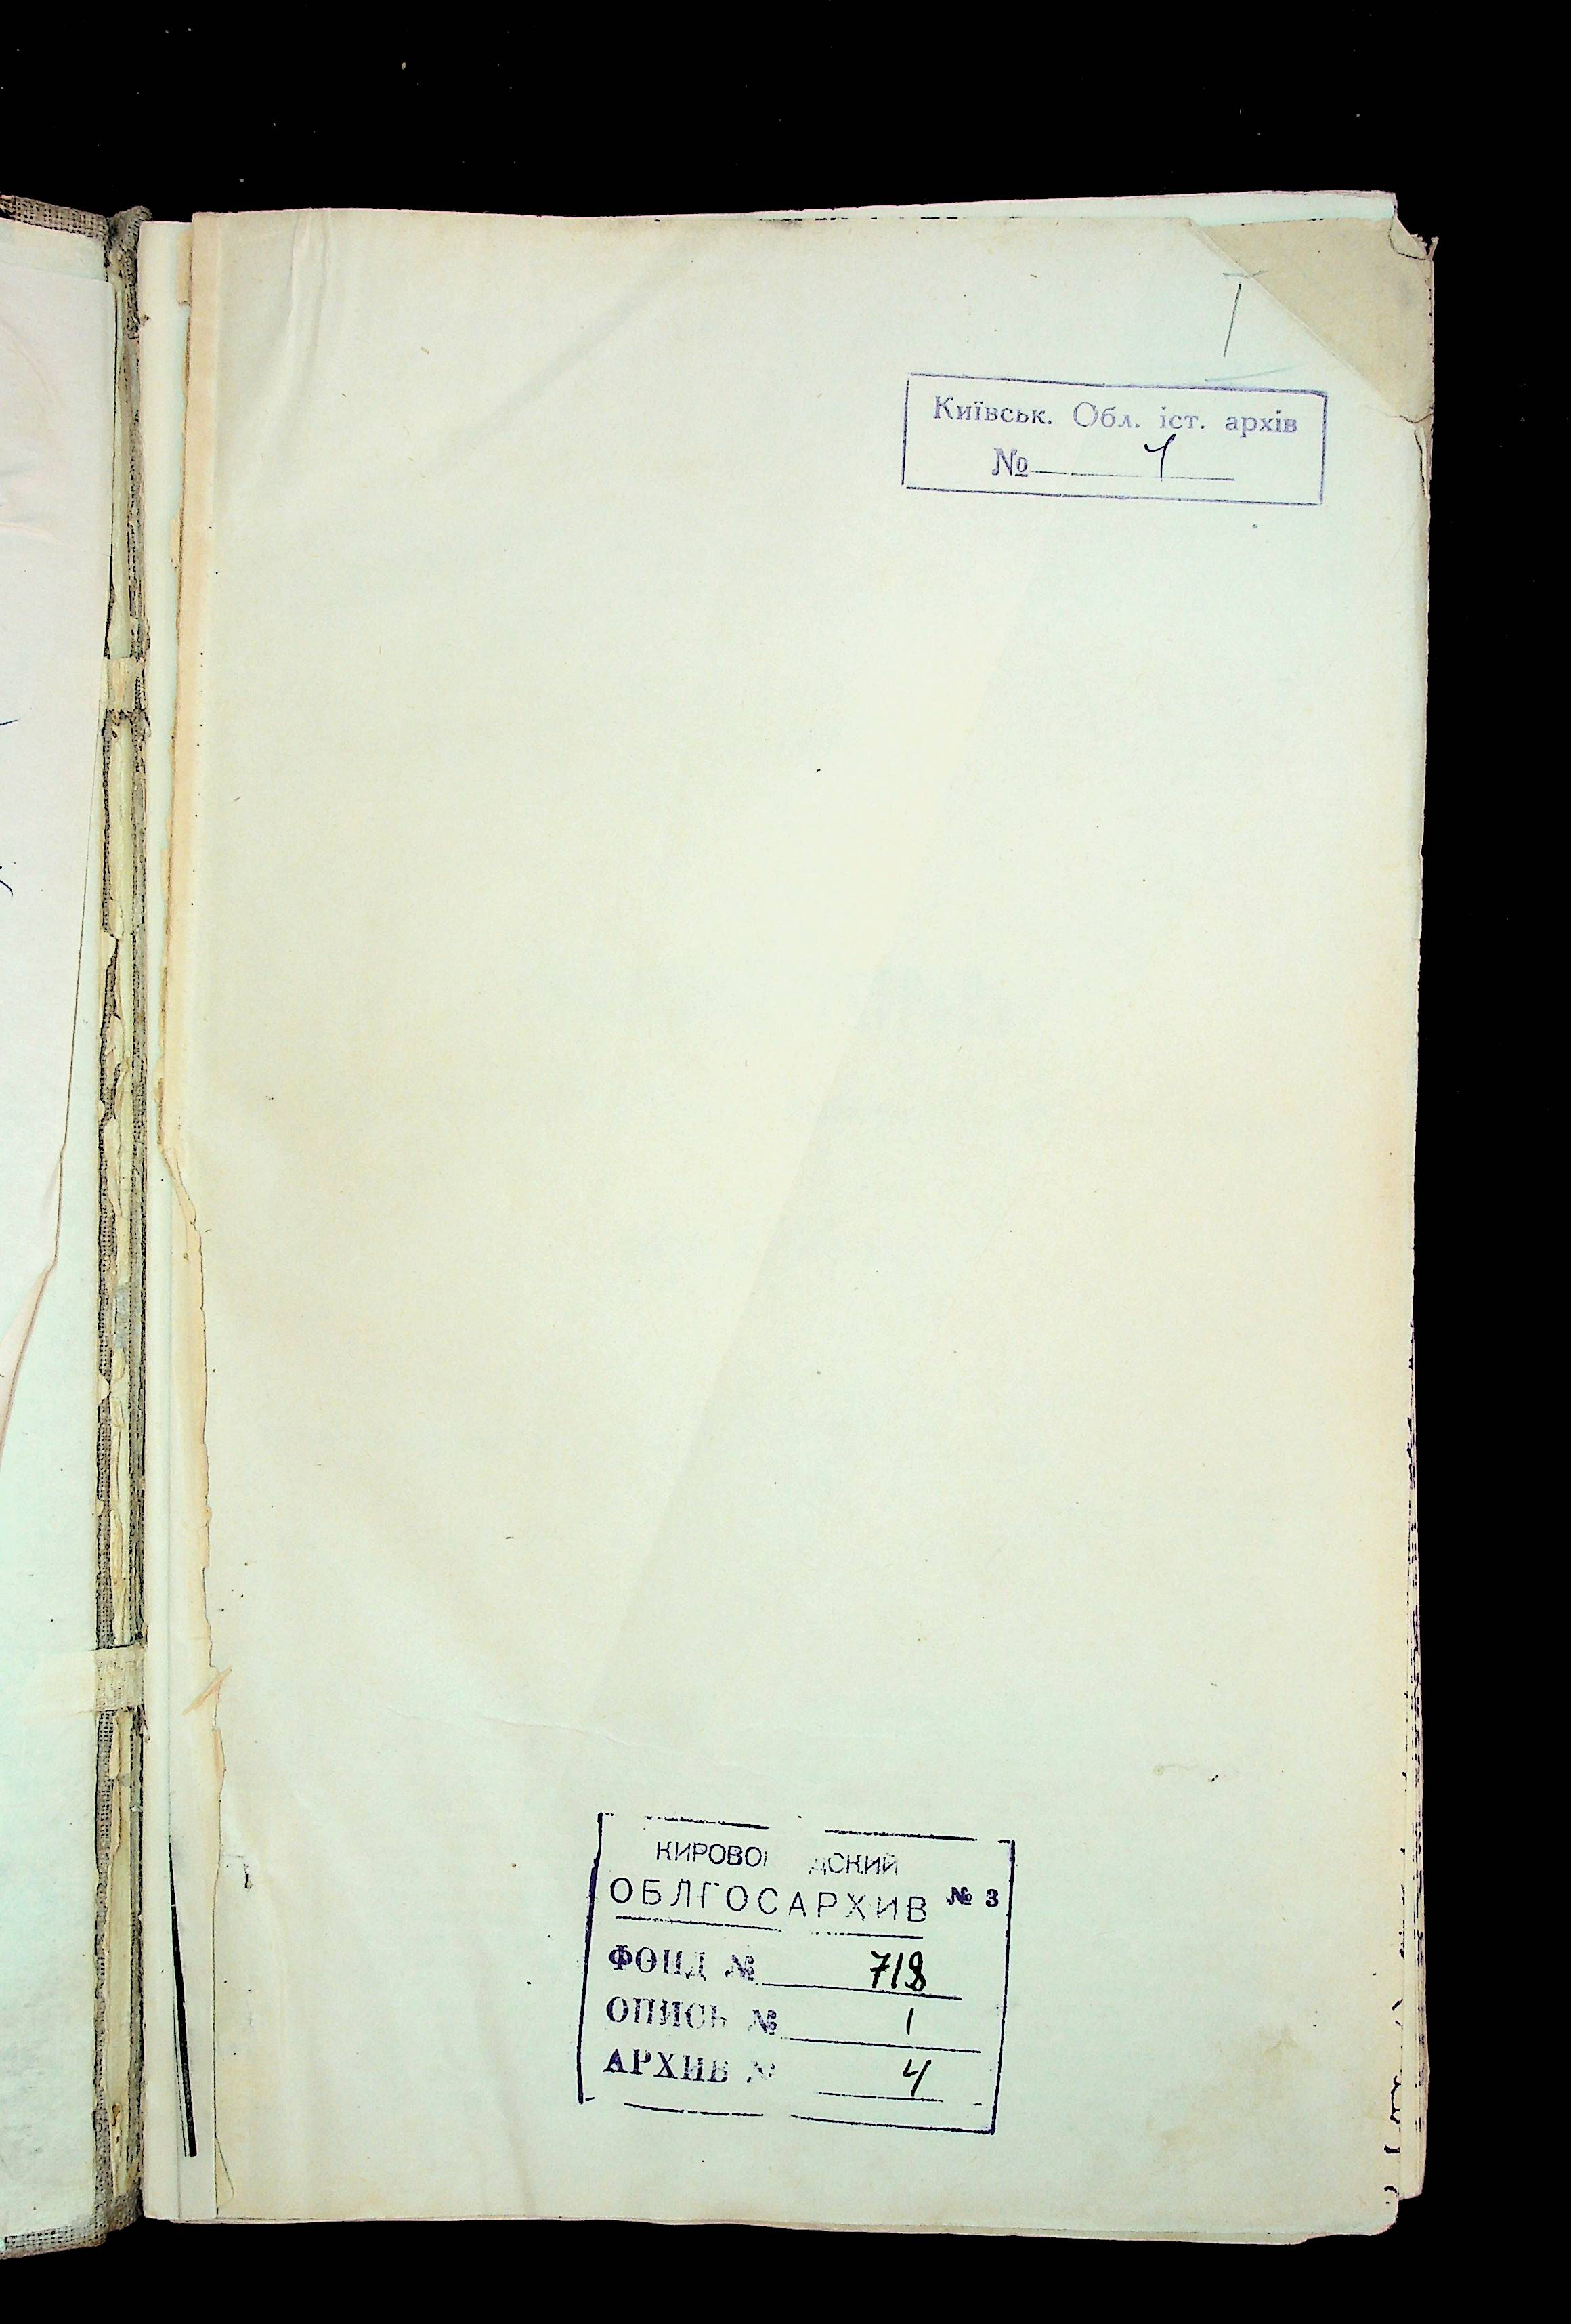 I
Київськ. Обл. іст. архів
№ 1
КИРОВО ДСКИЙ
ОБЛГОСАРХИВ № 3
ФОНД № 718
ОПИСЬ № 1
АРХИВ № 4